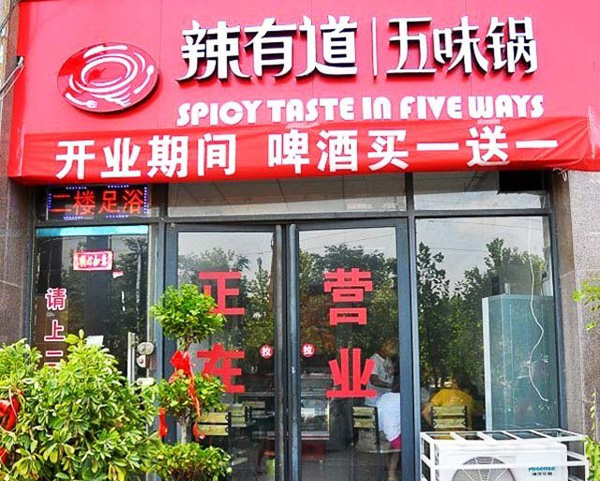 辣有道|五味锅
SPICY TASTE IN FIVE WAYS
开业期间 啤酒买一送一
二楼足浴
请上二
正在
营业
拉
拉
Hisense